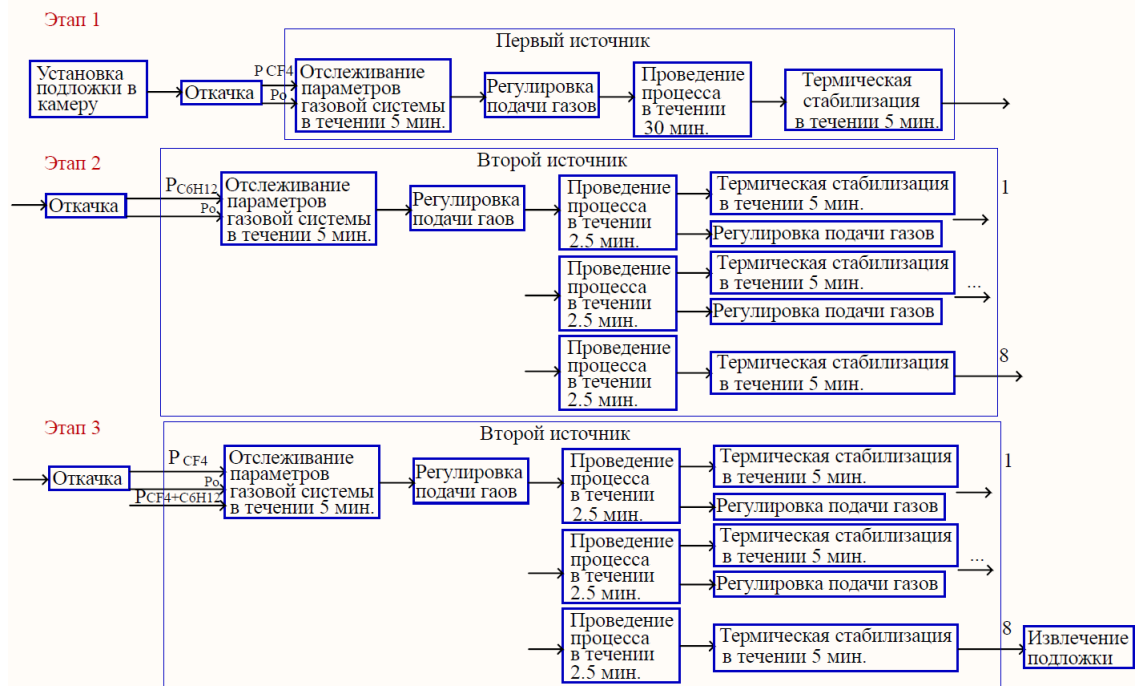 Этап 1
Первый источник
Установка
подложки в
камеру
Откачка
P CF4
Po
Отслеживание
параметров
газовой системы
в течении 5 мин.
Регулировка
подачи газов
Проведение
процесса
в течении
30 мин.
Термическая
стабилизация
в течении 5 мин.
Этап 2
Второй источник
Откачка
PC6H12
Po
Отслеживание
параметров
газовой системы
в течении 5 мин.
Регулировка
подачи гаов
Проведение
процесса
в течении
2.5 мин.
Термическая стабилизация
в течении 5 мин.
Регулировка подачи газов
1
Проведение
процесса
в течении
2.5 мин.
Термическая стабилизация
в течении 5 мин.
Регулировка подачи газов
...
Проведение
процесса
в течении
2.5 мин.
Термическая стабилизация
в течении 5 мин.
8
Этап 3
Второй источник
Откачка
P CF4
Po
PCF4+C6H12
Отслеживание
параметров
газовой системы
в течении 5 мин.
Регулировка
подачи гаов
Проведение
процесса
в течении
2.5 мин.
Термическая стабилизация
в течении 5 мин.
Регулировка подачи газов
1
Проведение
процесса
в течении
2.5 мин.
Термическая стабилизация
в течении 5 мин.
Регулировка подачи газов
...
Проведение
процесса
в течении
2.5 мин.
Термическая стабилизация
в течении 5 мин.
8
Извлечение
подложки